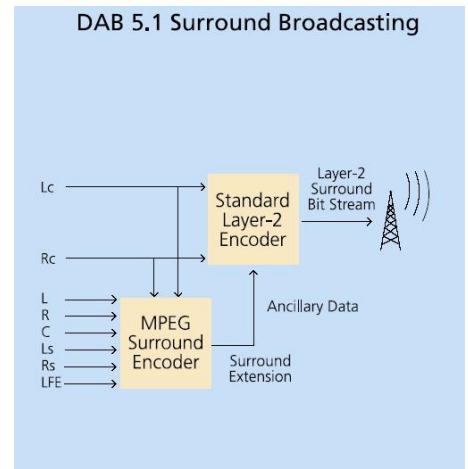 DAB 5.1 Surround Broadcasting
Lc
Standard
Layer-2
Encoder
Layer-2
Surround
Bit Stream
Rc
L
R
C
Ls
Rs
LFE
MPEG
Surround
Encoder
Ancillary Data
Surround
Extension